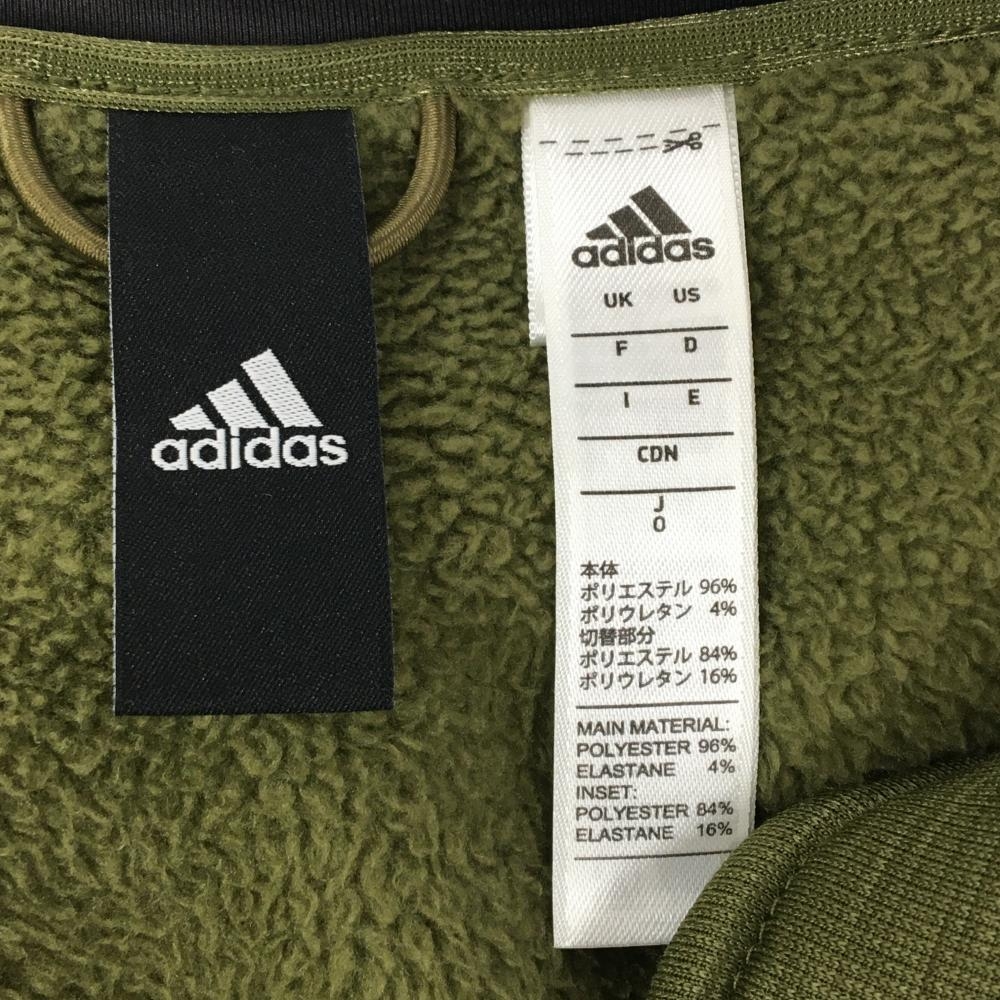 adidas
adidas
UK US
F D
I E
CDN
J
O
本体
ポリエステル 96%
ポリウレタン 4%
切替部分
ポリエステル 84%
ポリウレタン 16%
MAIN MATERIAL:
POLYESTER 96%
ELASTANE 4%
INSET:
POLYESTER 84%
ELASTANE 16%